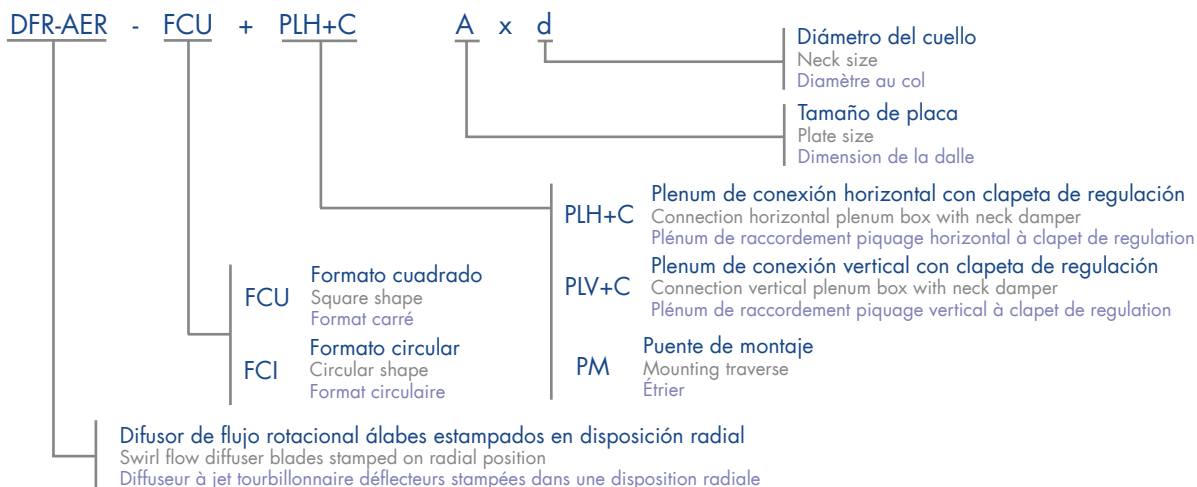 DFR-AER - FCU + PLH+C A x d
Diámetro del cuello
Neck size
Diamètre au col
Tamaño de placa
Plate size
Dimension de la dalle
PLH+C
Plenum de conexión horizontal con clapeta de regulación
Connection horizontal plenum box with neck damper
Plénum de raccordement piquage horizontal à clapet de regulation
PLV+C
Plenum de conexión vertical con clapeta de regulación
Connection vertical plenum box with neck damper
Plénum de raccordement piquage vertical à clapet de regulation
PM
Puente de montaje
Mounting traverse
Étrier
FCU
Formato cuadrado
Square shape
Format carré
FCI
Formato circular
Circular shape
Format circulaire
Difusor de flujo rotacional álabes estampados en disposición radial
Swirl flow diffuser blades stamped on radial position
Diffuseur à jet tourbillonnaire déflecteurs stampées dans une disposition radiale